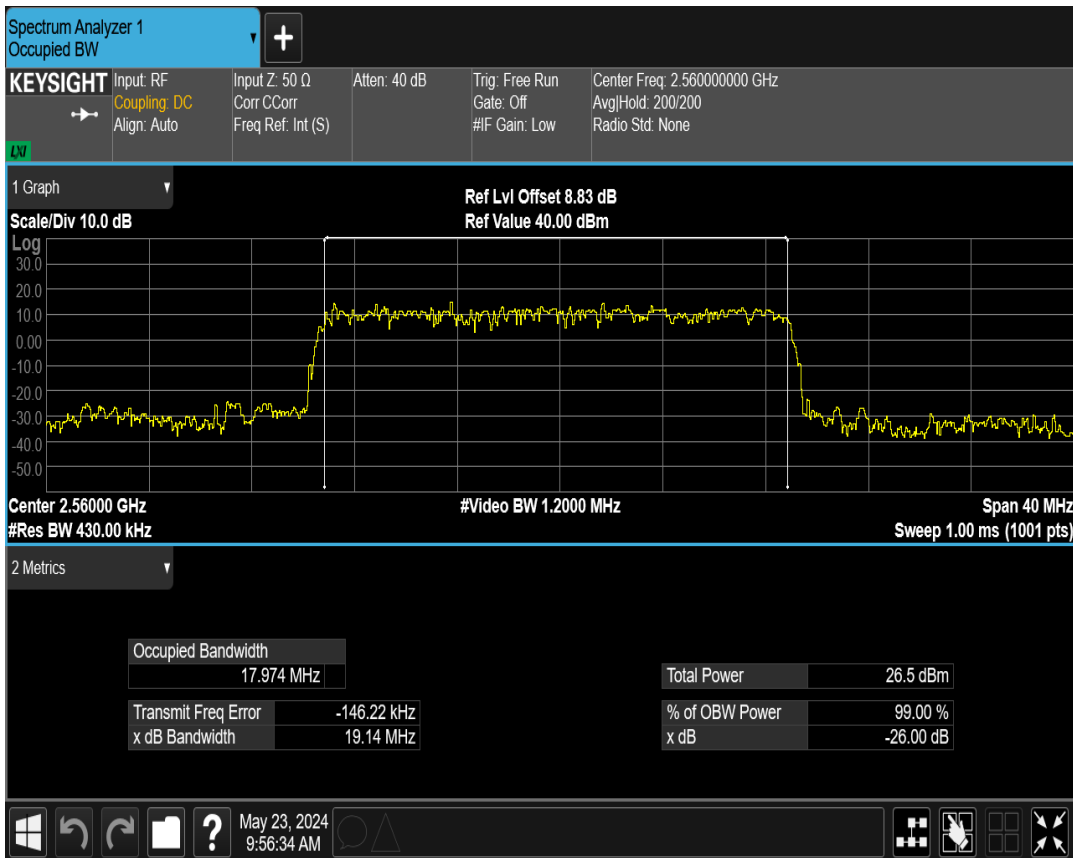 Spectrum Analyzer 1
Occupied BW
KEYSIGHT
LXI
Input: RF
Coupling: DC
Align: Auto
Input Z: 50 Ω
Corr CCorr
Freq Ref: Int (S)
Atten: 40 dB
Trig: Free Run
Gate: Off
#IF Gain: Low
Center Freq: 2.560000000 GHz
Avg|Hold: 200/200
Radio Std: None
1 Graph
Scale/Div 10.0 dB
Ref Lvl Offset 8.83 dB
Ref Value 40.00 dBm
Log
30.0
20.0
10.0
0.00
-10.0
-20.0
-30.0
-40.0
-50.0
Center 2.56000 GHz
#Video BW 1.2000 MHz
Span 40 MHz
#Res BW 430.00 kHz
Sweep 1.00 ms (1001 pts)
2 Metrics
Occupied Bandwidth
17.974 MHz
Total Power 26.5 dBm
Transmit Freq Error -146.22 kHz
% of OBW Power 99.00 %
x dB Bandwidth 19.14 MHz
x dB -26.00 dB
?
May 23, 2024
9:56:34 AM